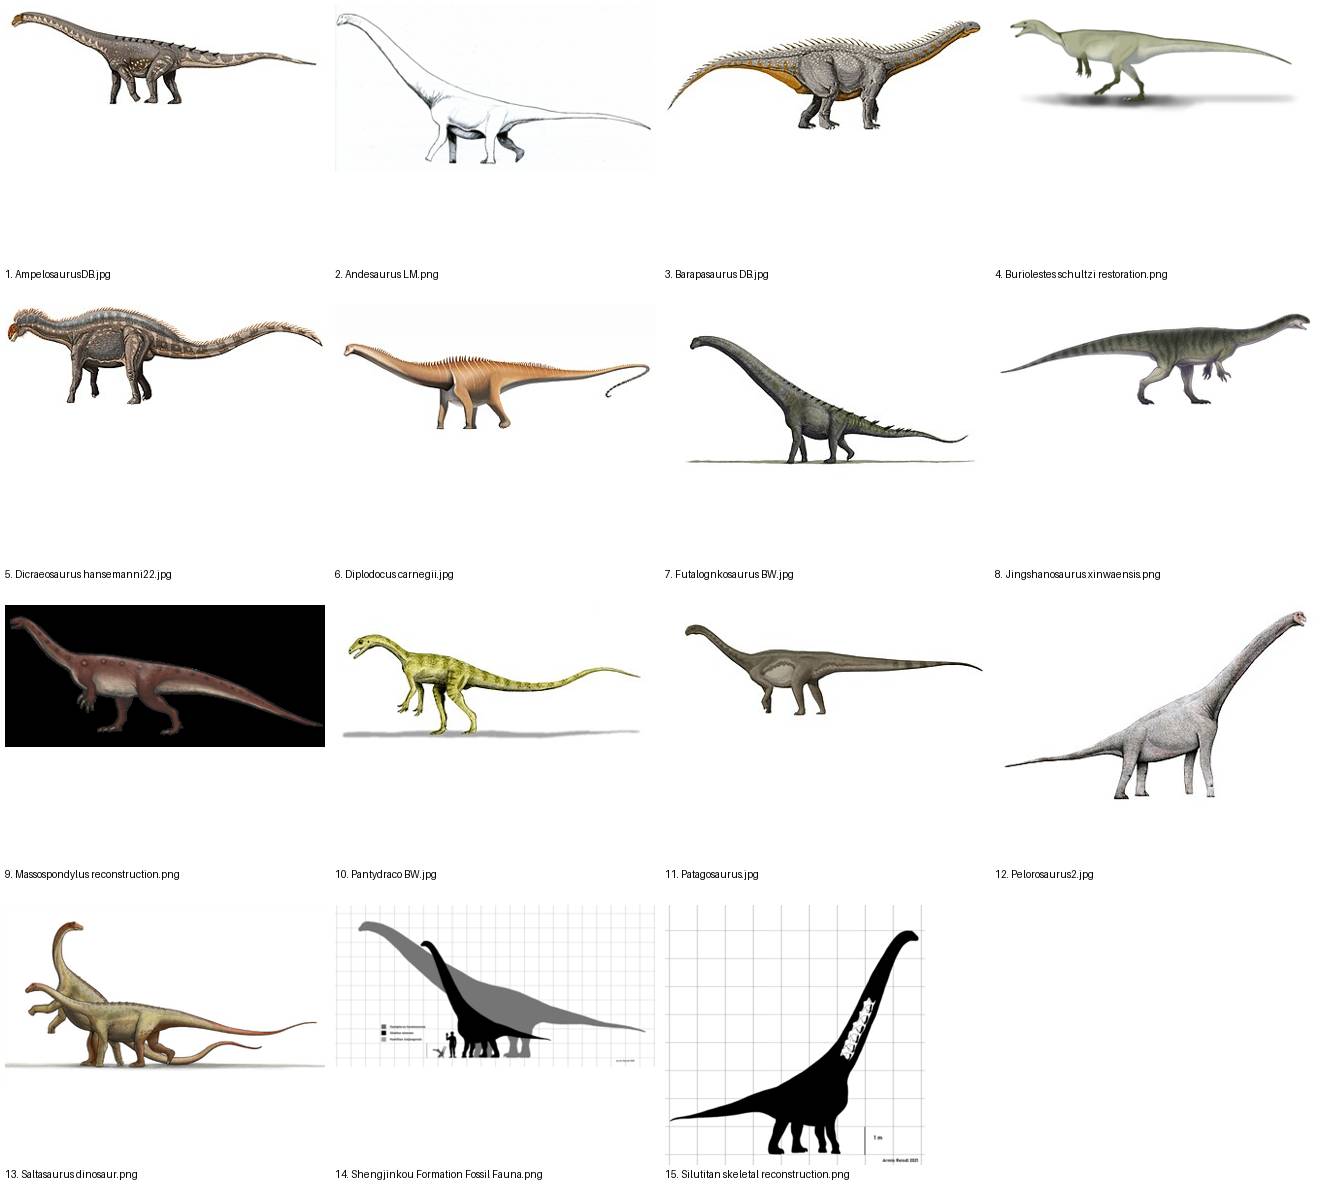 1. AmpelosaurusDB.jpg
2. Andesaurus LM.png
3. Barapasaurus DB.jpg
4. Buriolestes schultzi restoration.png
5. Dicraeosaurus hansemanni22.jpg
6. Diplodocus carnegii.jpg
7. Futalognkosaurus BW.jpg
8. Jingshanosaurus xinwaensis.png
9. Massospondylus reconstruction.png
10. Pantydraco BW.jpg
11. Patagosaurus.jpg
12. Pelorosaurus2.jpg
1 m
13. Saltasaurus dinosaur.png
14. Shengjinkou Formation Fossil Fauna.png
15. Silutitan skeletal reconstruction.png